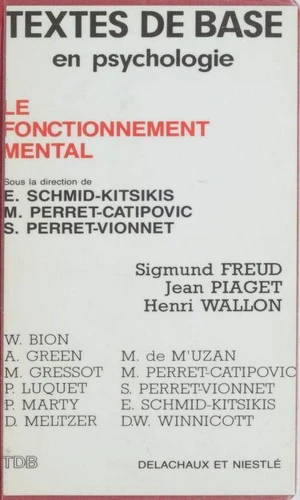 TEXTES DE BASE
en psychologie
LE
FONCTIONNEMENT
MENTAL
Sous la direction de
E. SCHMID-KITSIKIS
M. PERRET-CATIPOVIC
S. PERRET-VIONNET
Sigmund FREUD
Jean PIAGET
Henri WALLON
W. BION
A. GREEN
M. GRESSOT
P. LUQUET
P. MARTY
D. MELTZER
M. de M'UZAN
M. PERRET-CATIPOVIC
S. PERRET-VIONNET
E. SCHMID-KITSIKIS
DW. WINNICOTT
TDB
DELACHAUX ET NIESTLÉ